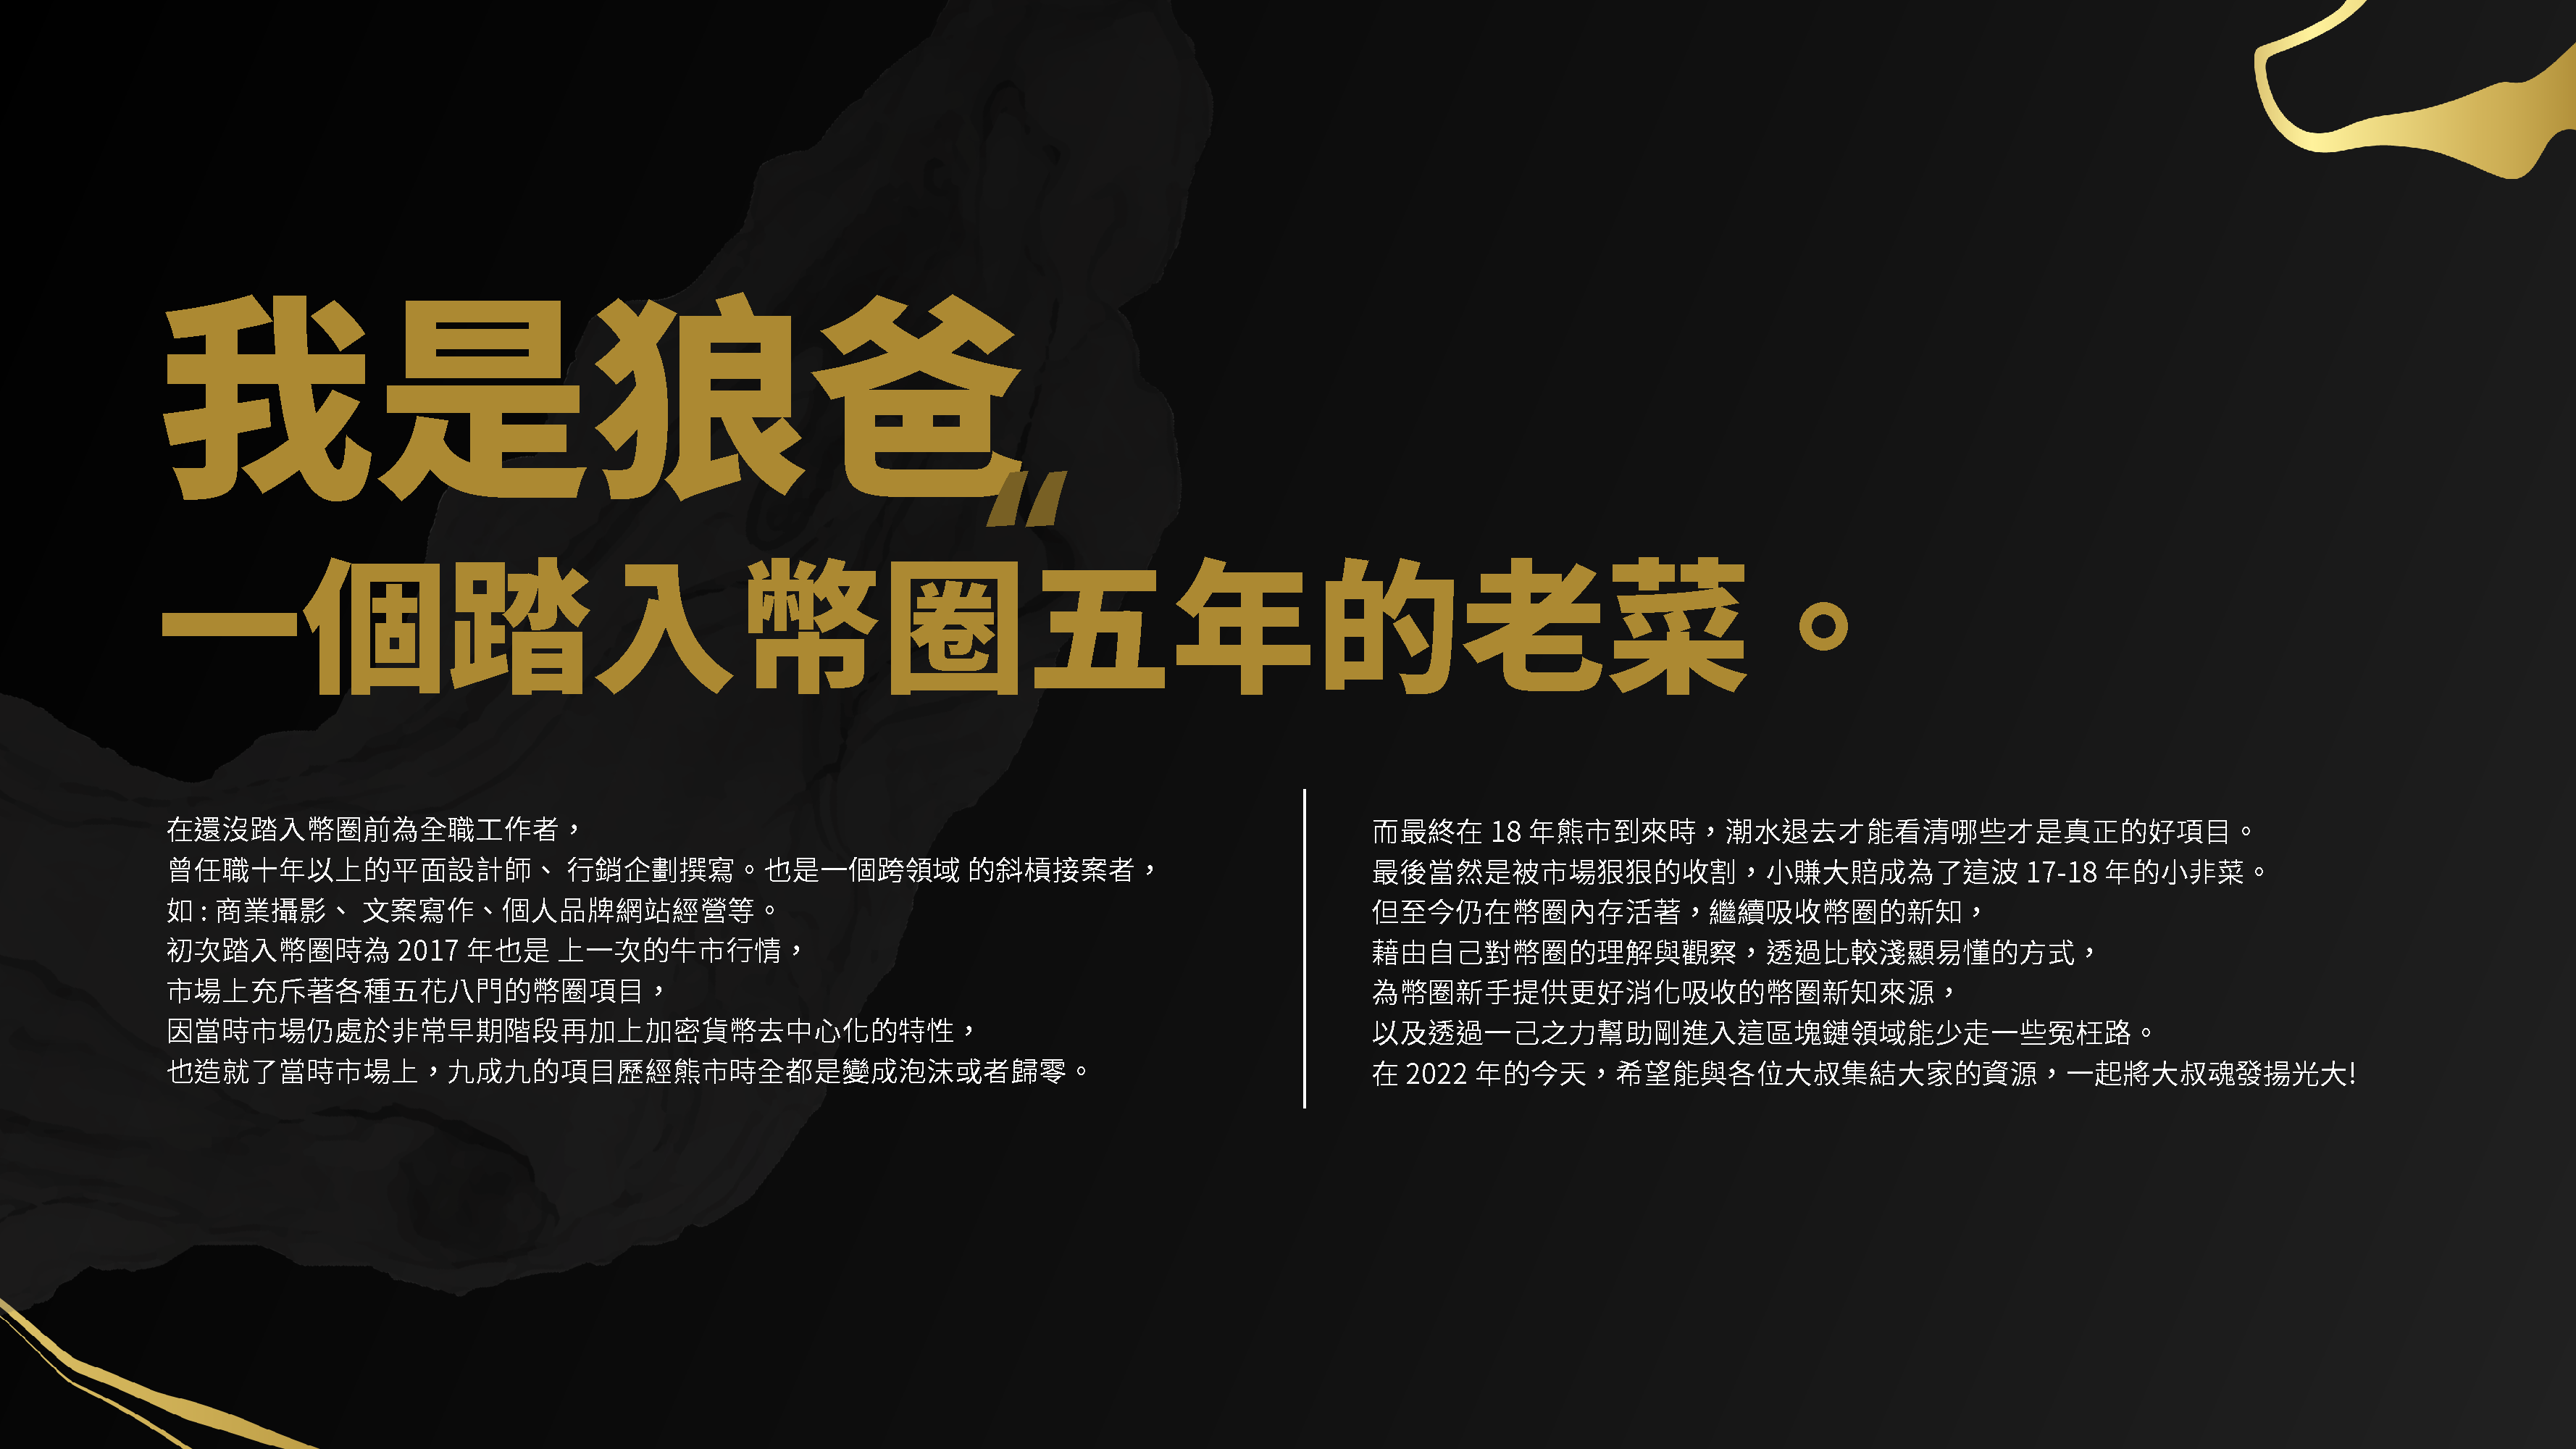 我是狼爸
“
一個踏入幣圈五年的老菜。
在還沒踏入幣圈前為全職工作者，
曾任職十年以上的平面設計師、 行銷企劃撰寫。也是一個跨領域 的斜槓接案者，
如 : 商業攝影、 文案寫作、個人品牌網站經營等。
初次踏入幣圈時為 2017 年也是 上一次的牛市行情，
市場上充斥著各種五花八門的幣圈項目，
因當時市場仍處於非常早期階段再加上加密貨幣去中心化的特性，
也造就了當時市場上，九成九的項目歷經熊市時全都是變成泡沫或者歸零。
而最終在 18 年熊市到來時，潮水退去才能看清哪些才是真正的好項目。
最後當然是被市場狠狠的收割，小賺大賠成為了這波 17-18 年的小非菜。
但至今仍在幣圈內存活著，繼續吸收幣圈的新知，
藉由自己對幣圈的理解與觀察，透過比較淺顯易懂的方式，
為幣圈新手提供更好消化吸收的幣圈新知來源，
以及透過一己之力幫助剛進入這區塊鏈領域能少走一些冤枉路。
在 2022 年的今天，希望能與各位大叔集結大家的資源，一起將大叔魂發揚光大!